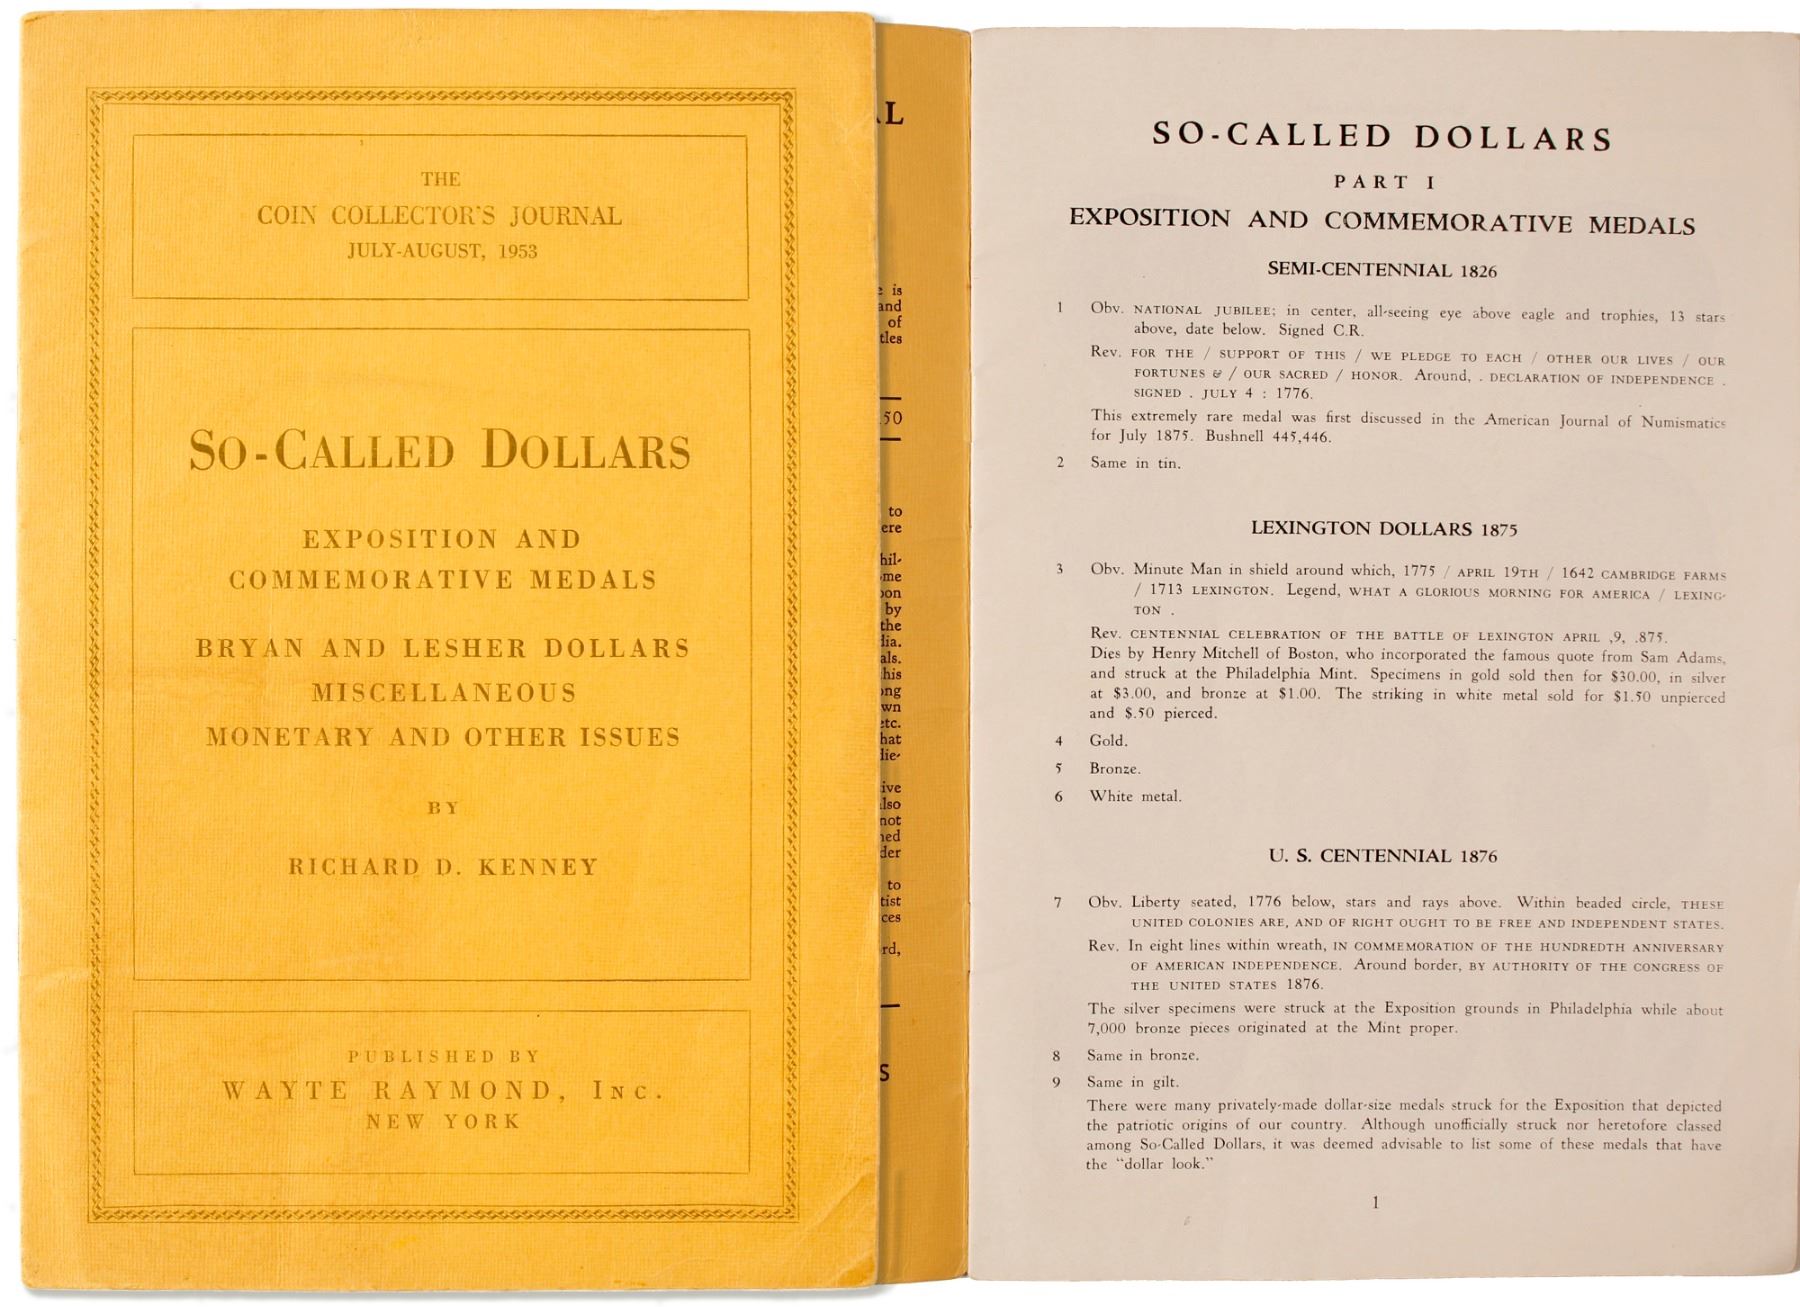 THE
COIN COLLECTOR'S JOURNAL
JULY-AUGUST, 1953
SO-CALLED DOLLARS
EXPOSITION AND
COMMEMORATIVE MEDALS
BRYAN AND LESHER DOLLARS
MISCELLANEOUS
MONETARY AND OTHER ISSUES
BY
RICHARD D. KENNEY
PUBLISHED BY
WAYTE RAYMOND, INC.
NEW YORK
L
is
and
of
50
to
me
by
the
to
rd,
S
SO-CALLED DOLLARS
PART I
EXPOSITION AND COMMEMORATIVE MEDALS
SEMI-CENTENNIAL 1826
1 Obv. NATIONAL JUBILEE; in center, all-seeing eye above eagle and trophies, 13 stars
above, date below. Signed C.R.
Rev. FOR THE / SUPPORT OF THIS / WE PLEDGE TO EACH / OTHER OUR LIVES / OUR
FORTUNES & / OUR SACRED / HONOR. Around, . DECLARATION OF INDEPENDENCE .
SIGNED . JULY 4 : 1776.
This extremely rare medal was first discussed in the American Journal of Numismatics
for July 1875. Bushnell 445,446.
2 Same in tin.
LEXINGTON DOLLARS 1875
3 Obv. Minute Man in shield around which, 1775 / APRIL 19TH / 1642 CAMBRIDGE FARMS
/ 1713 LEXINGTON. Legend, WHAT A GLORIOUS MORNING FOR AMERICA / LEXING-
TON .
Rev. CENTENNIAL CELEBRATION OF THE BATTLE OF LEXINGTON APRIL ,9, .875.
Dies by Henry Mitchell of Boston, who incorporated the famous quote from Sam Adams,
and struck at the Philadelphia Mint. Specimens in gold sold then for $30.00, in silver
at $3.00, and bronze at $1.00. The striking in white metal sold for $1.50 unpierced
and $.50 pierced.
4 Gold.
5 Bronze.
6 White metal.
U. S. CENTENNIAL 1876
7 Obv. Liberty seated, 1776 below, stars and rays above. Within beaded circle, THESE
UNITED COLONIES ARE, AND OF RIGHT OUGHT TO BE FREE AND INDEPENDENT STATES.
Rev. In eight lines within wreath, IN COMMEMORATION OF THE HUNDREDTH ANNIVERSARY
OF AMERICAN INDEPENDENCE. Around border, BY AUTHORITY OF THE CONGRESS OF
THE UNITED STATES 1876.
The silver specimens were struck at the Exposition grounds in Philadelphia while about
7,000 bronze pieces originated at the Mint proper.
8 Same in bronze.
9 Same in gilt.
There were many privately-made dollar-size medals struck for the Exposition that depicted
the patriotic origins of our country. Although unofficially struck nor heretofore classed
among So-Called Dollars, it was deemed advisable to list some of these medals that have
the "dollar look."
1